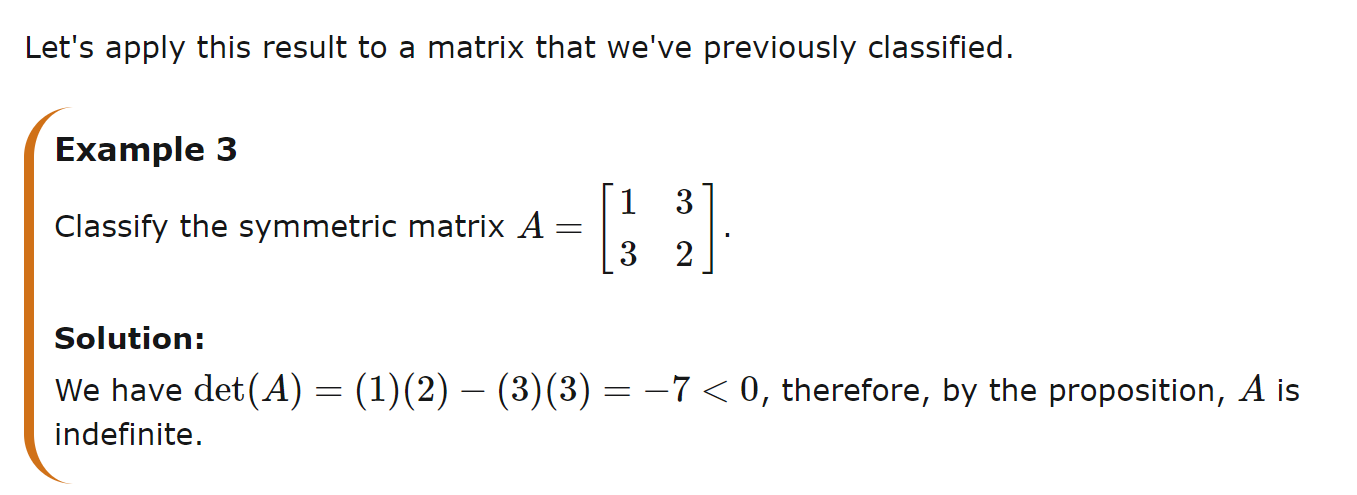 Let's apply this result to a matrix that we've previously classified.
Example 3
Classify the symmetric matrix $A = \begin{bmatrix} 1 & 3 \\ 3 & 2 \end{bmatrix}$.
Solution:
We have $\det(A) = (1)(2) - (3)(3) = -7 < 0$, therefore, by the proposition, $A$ is
indefinite.